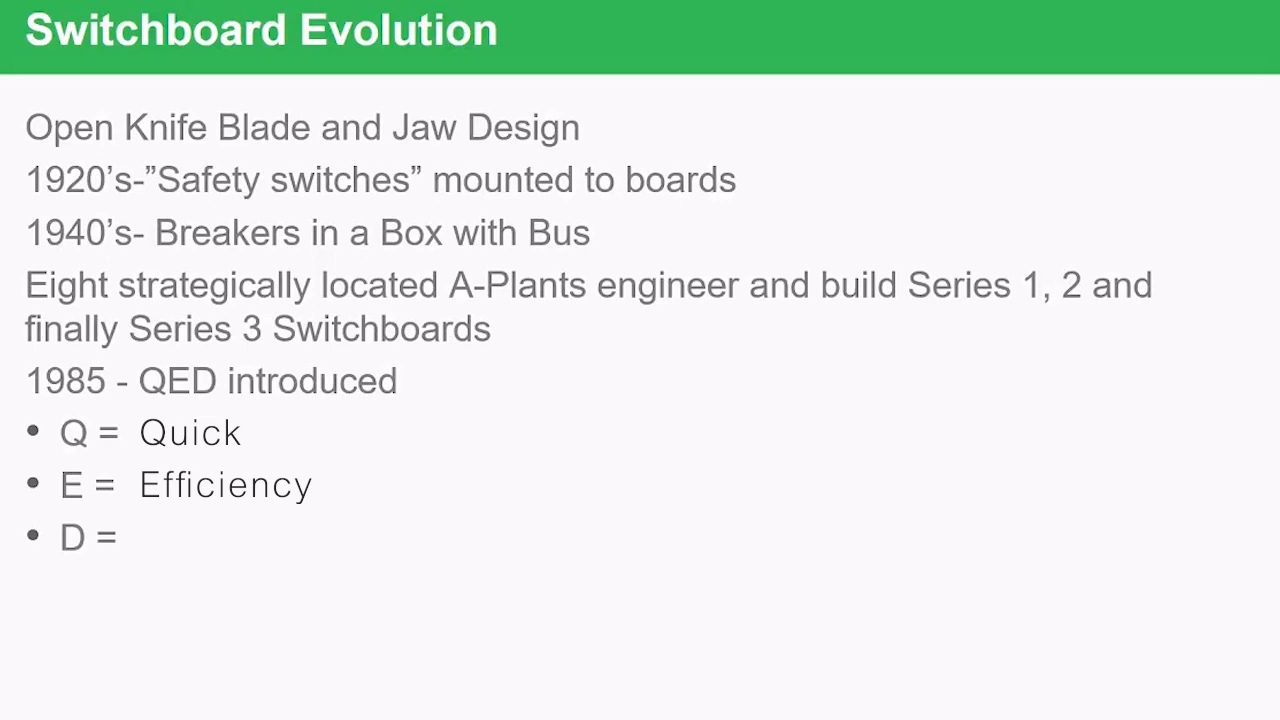 Switchboard Evolution
Open Knife Blade and Jaw Design
1920’s-”Safety switches” mounted to boards
1940’s- Breakers in a Box with Bus
Eight strategically located A-Plants engineer and build Series 1, 2 and
finally Series 3 Switchboards
1985 - QED introduced
• Q = Quick
• E = Efficiency
• D =